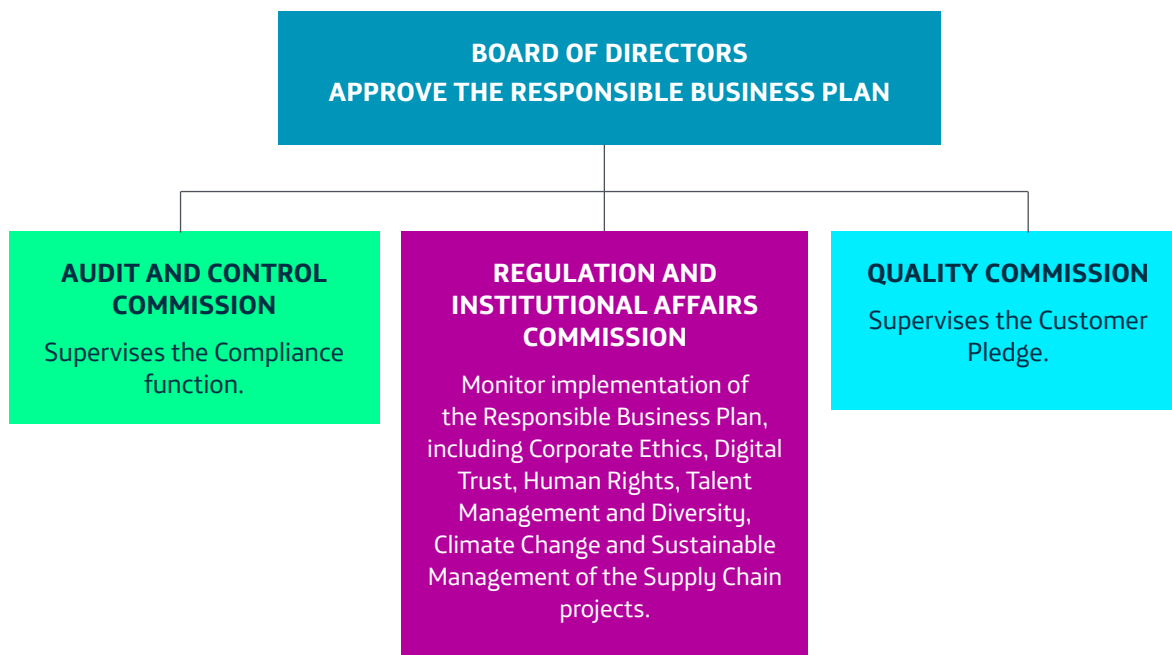 BOARD OF DIRECTORS
APPROVE THE RESPONSIBLE BUSINESS PLAN
AUDIT AND CONTROL
COMMISSION
Supervises the Compliance
function.
REGULATION AND
INSTITUTIONAL AFFAIRS
COMMISSION
Monitor implementation of
the Responsible Business Plan,
including Corporate Ethics, Digital
Trust, Human Rights, Talent
Management and Diversity,
Climate Change and Sustainable
Management of the Supply Chain
projects.
QUALITY COMMISSION
Supervises the Customer
Pledge.